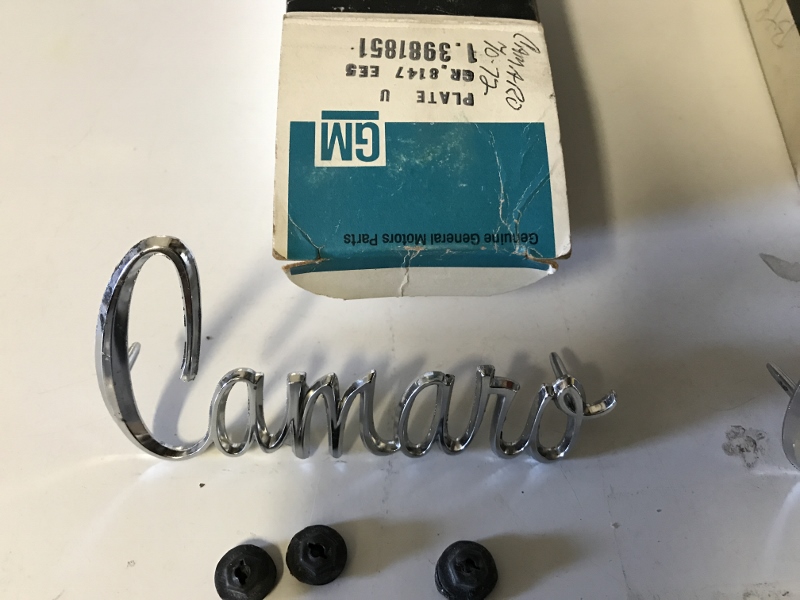 CAMARO
70-72
1.3981851
GR.8147 EE5
PLATE U
GM
Genuine General Motors Parts
Camaro